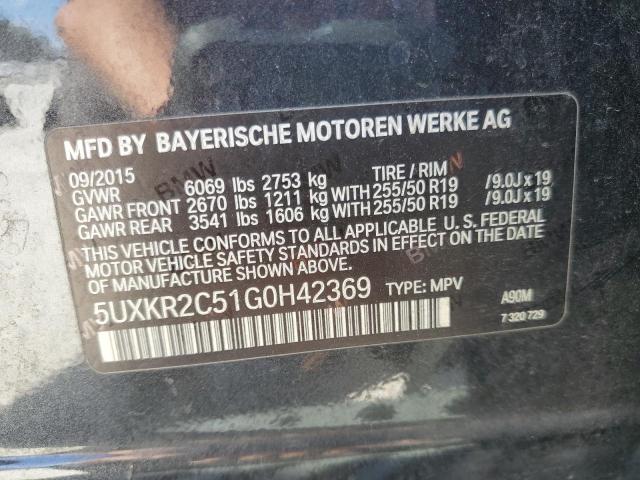 MFD BY BAYERISCHE MOTOREN WERKE AG
09/2015
GVWR 6069 lbs 2753 kg TIRE / RIM
GAWR FRONT 2670 lbs 1211 kg WITH 255/50 R19 /9.0J x 19
GAWR REAR 3541 lbs 1606 kg WITH 255/50 R19 /9.0J x 19
THIS VEHICLE CONFORMS TO ALL APPLICABLE U. S. FEDERAL
MOTOR VEHICLE SAFETY STANDARDS IN EFFECT ON THE DATE
OF MANUFACTURE SHOWN ABOVE.
5UXKR2C51G0H42369 TYPE: MPV A90M
7 320 729